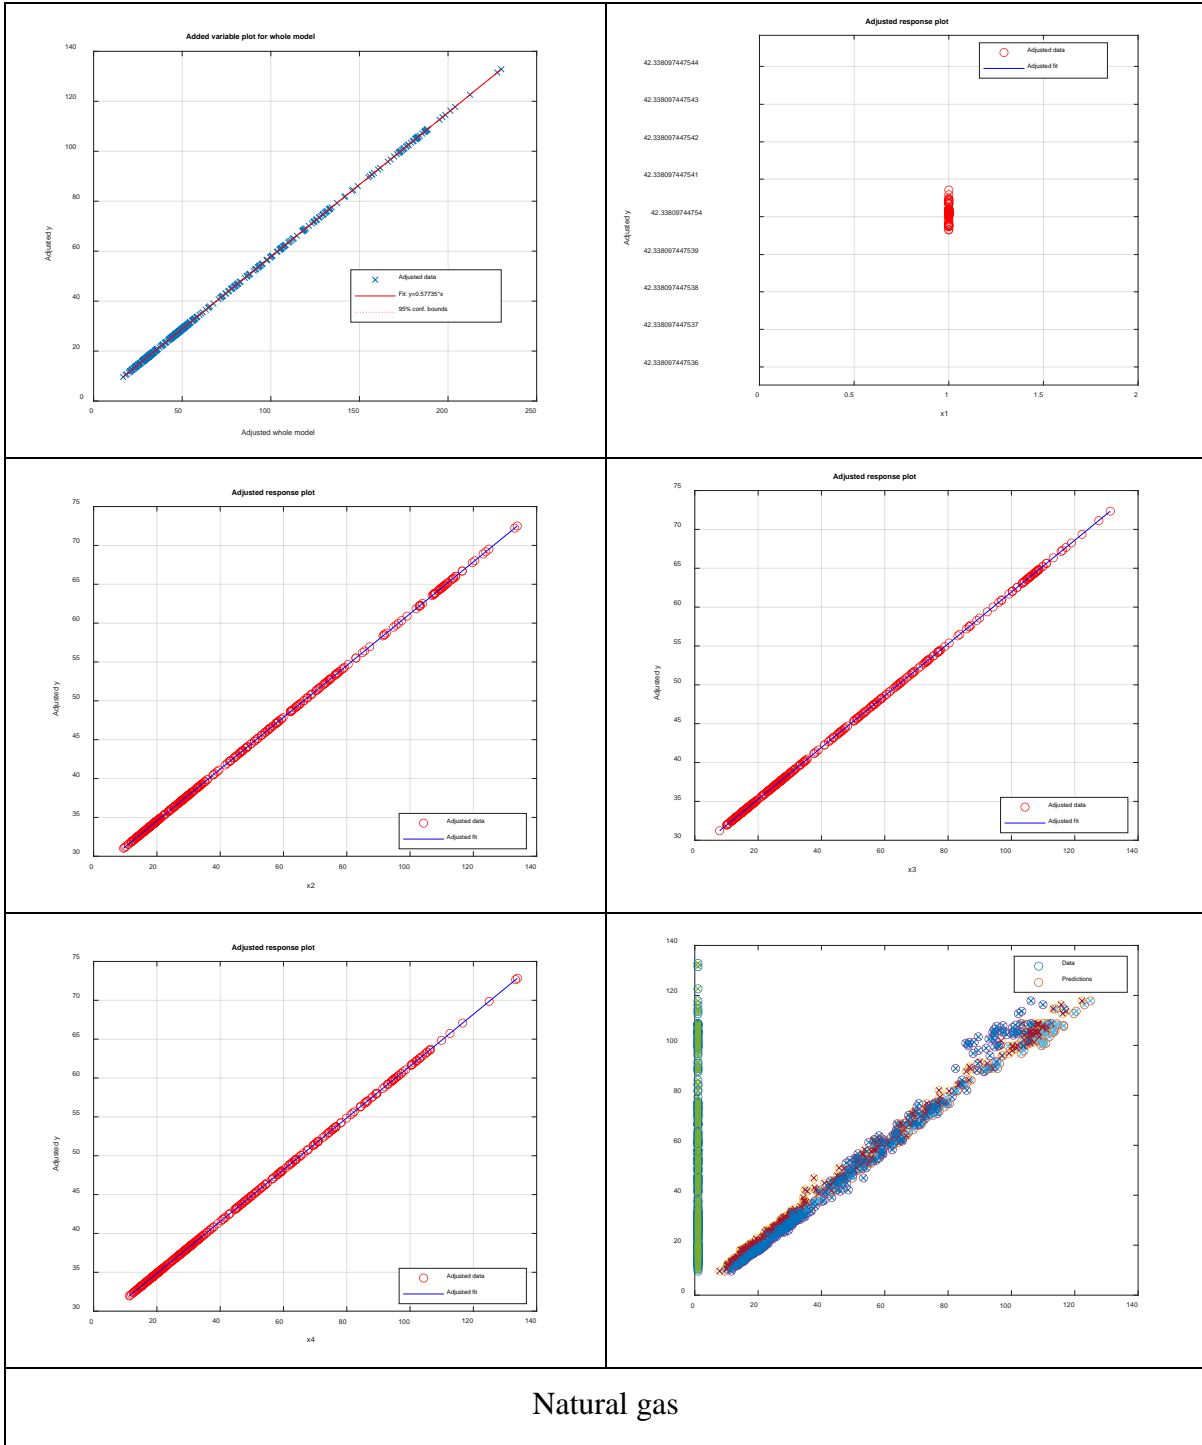 Added variable plot for whole model
140
120
100
80
60
40
20
0
Adjusted y
Adjusted data
Fit: y=0.57735*x
95% conf. bounds
0 50 100 150 200 250
Adjusted whole model
Adjusted response plot
42.338097447544
42.338097447543
42.338097447542
42.338097447541
42.33809744754
42.338097447539
42.338097447538
42.338097447537
42.338097447536
Adjusted y
Adjusted data
Adjusted fit
0 0.5 1 1.5 2
x1
Adjusted response plot
75
70
65
60
55
50
45
40
35
30
Adjusted y
Adjusted data
Adjusted fit
0 20 40 60 80 100 120 140
x2
Adjusted response plot
75
70
65
60
55
50
45
40
35
30
Adjusted y
Adjusted data
Adjusted fit
0 20 40 60 80 100 120 140
x3
Adjusted response plot
75
70
65
60
55
50
45
40
35
30
Adjusted y
Adjusted data
Adjusted fit
0 20 40 60 80 100 120 140
x4
140
120
100
80
60
40
20
0
Data
Predictions
0 20 40 60 80 100 120 140
Natural gas